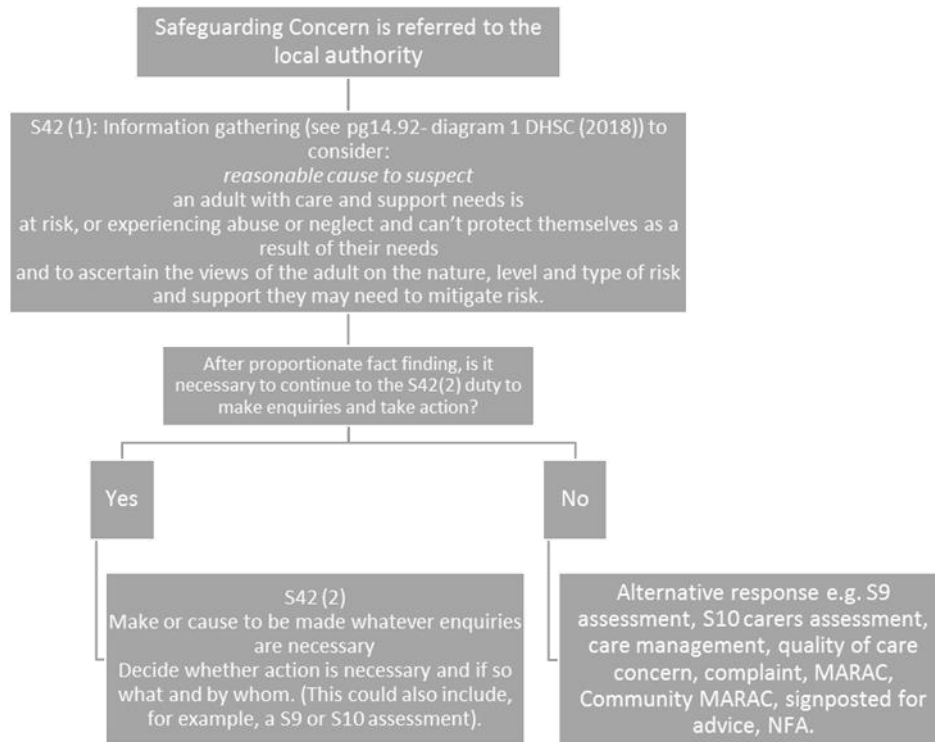 Safeguarding Concern is referred to the
local authority
S42 (1): Information gathering (see pg14.92- diagram 1 DHSC (2018)) to
consider:
reasonable cause to suspect
an adult with care and support needs is
at risk, or experiencing abuse or neglect and can’t protect themselves as a
result of their needs
and to ascertain the views of the adult on the nature, level and type of risk
and support they may need to mitigate risk.
After proportionate fact finding, is it
necessary to continue to the S42(2) duty to
make enquiries and take action?
Yes
No
S42 (2)
Make or cause to be made whatever enquiries
are necessary
Decide whether action is necessary and if so
what and by whom. (This could also include,
for example, a S9 or S10 assessment).
Alternative response e.g. S9
assessment, S10 carers assessment,
care management, quality of care
concern, complaint, MARAC,
Community MARAC, signposted for
advice, NFA.